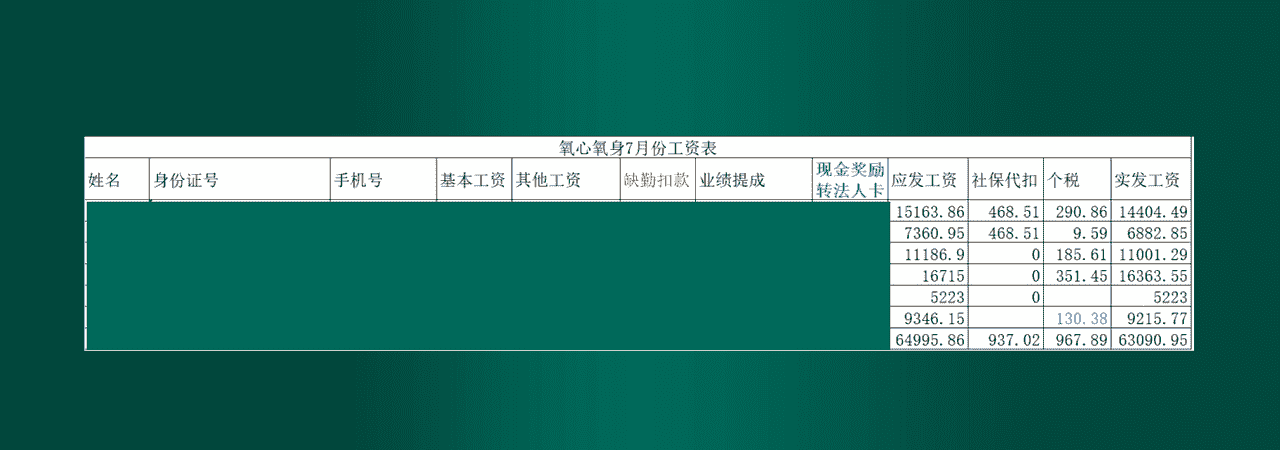 氧心氧身7月份工资表
姓名 身份证号 手机号 基本工资 其他工资 缺勤扣款 业绩提成 现金奖励转法人卡 应发工资 社保代扣 个税 实发工资
15163.86 468.51 290.86 14404.49
7360.95 468.51 9.59 6882.85
11186.9 0 185.61 11001.29
16715 0 351.45 16363.55
5223 0 5223
9346.15 130.38 9215.77
64995.86 937.02 967.89 63090.95